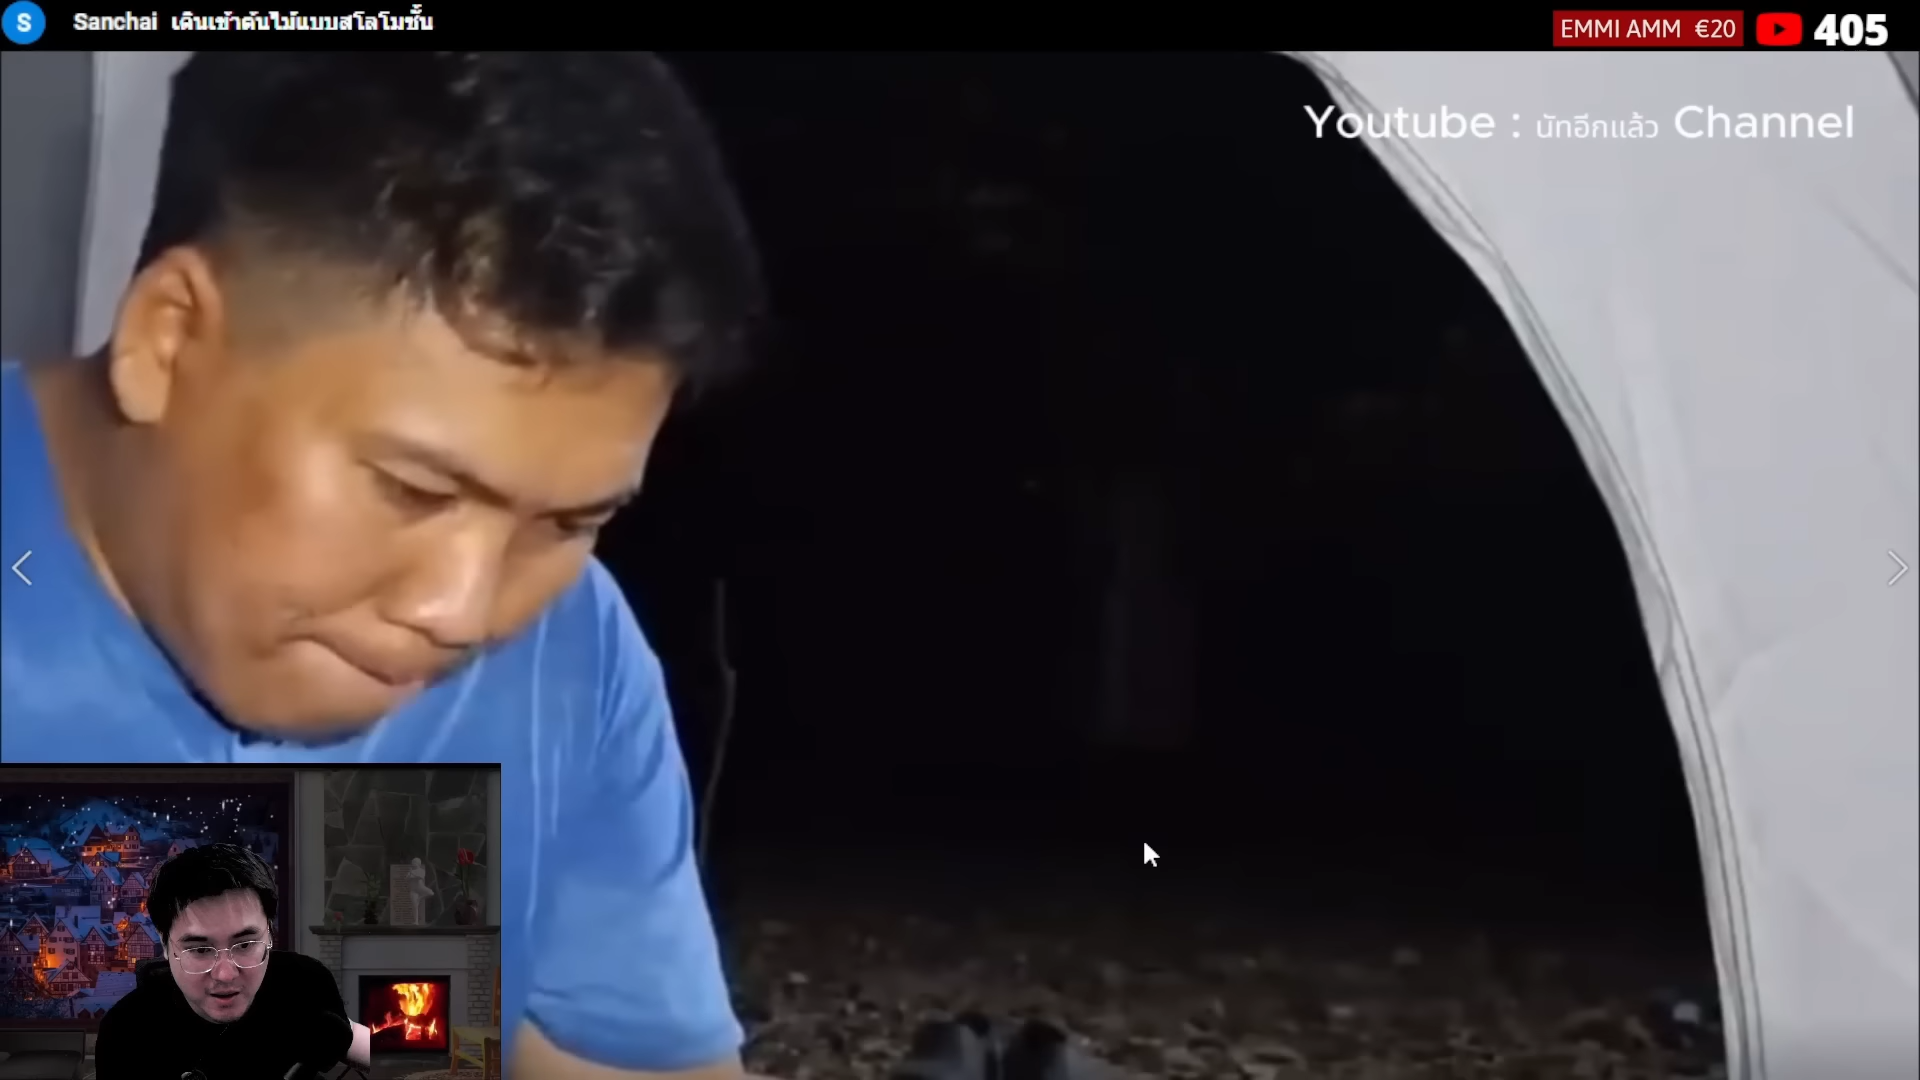 S Sanchai เดินเข้าต้นไม้แบบสโลโมชั้น
EMMI AMM €20 405
Youtube : นัทอีกแล้ว Channel